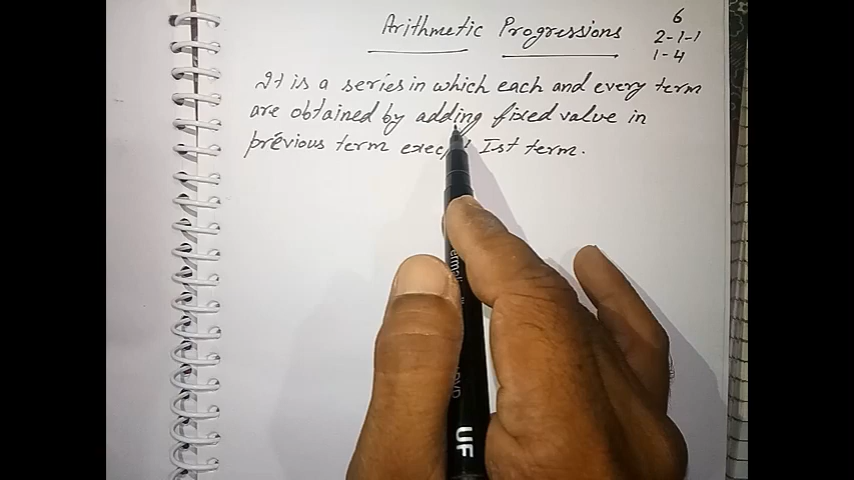 Arithmetic Progressions
6
2-1-1
1-4
It is a series in which each and every term
are obtained by adding fixed value in
previous term Ist term.
UF